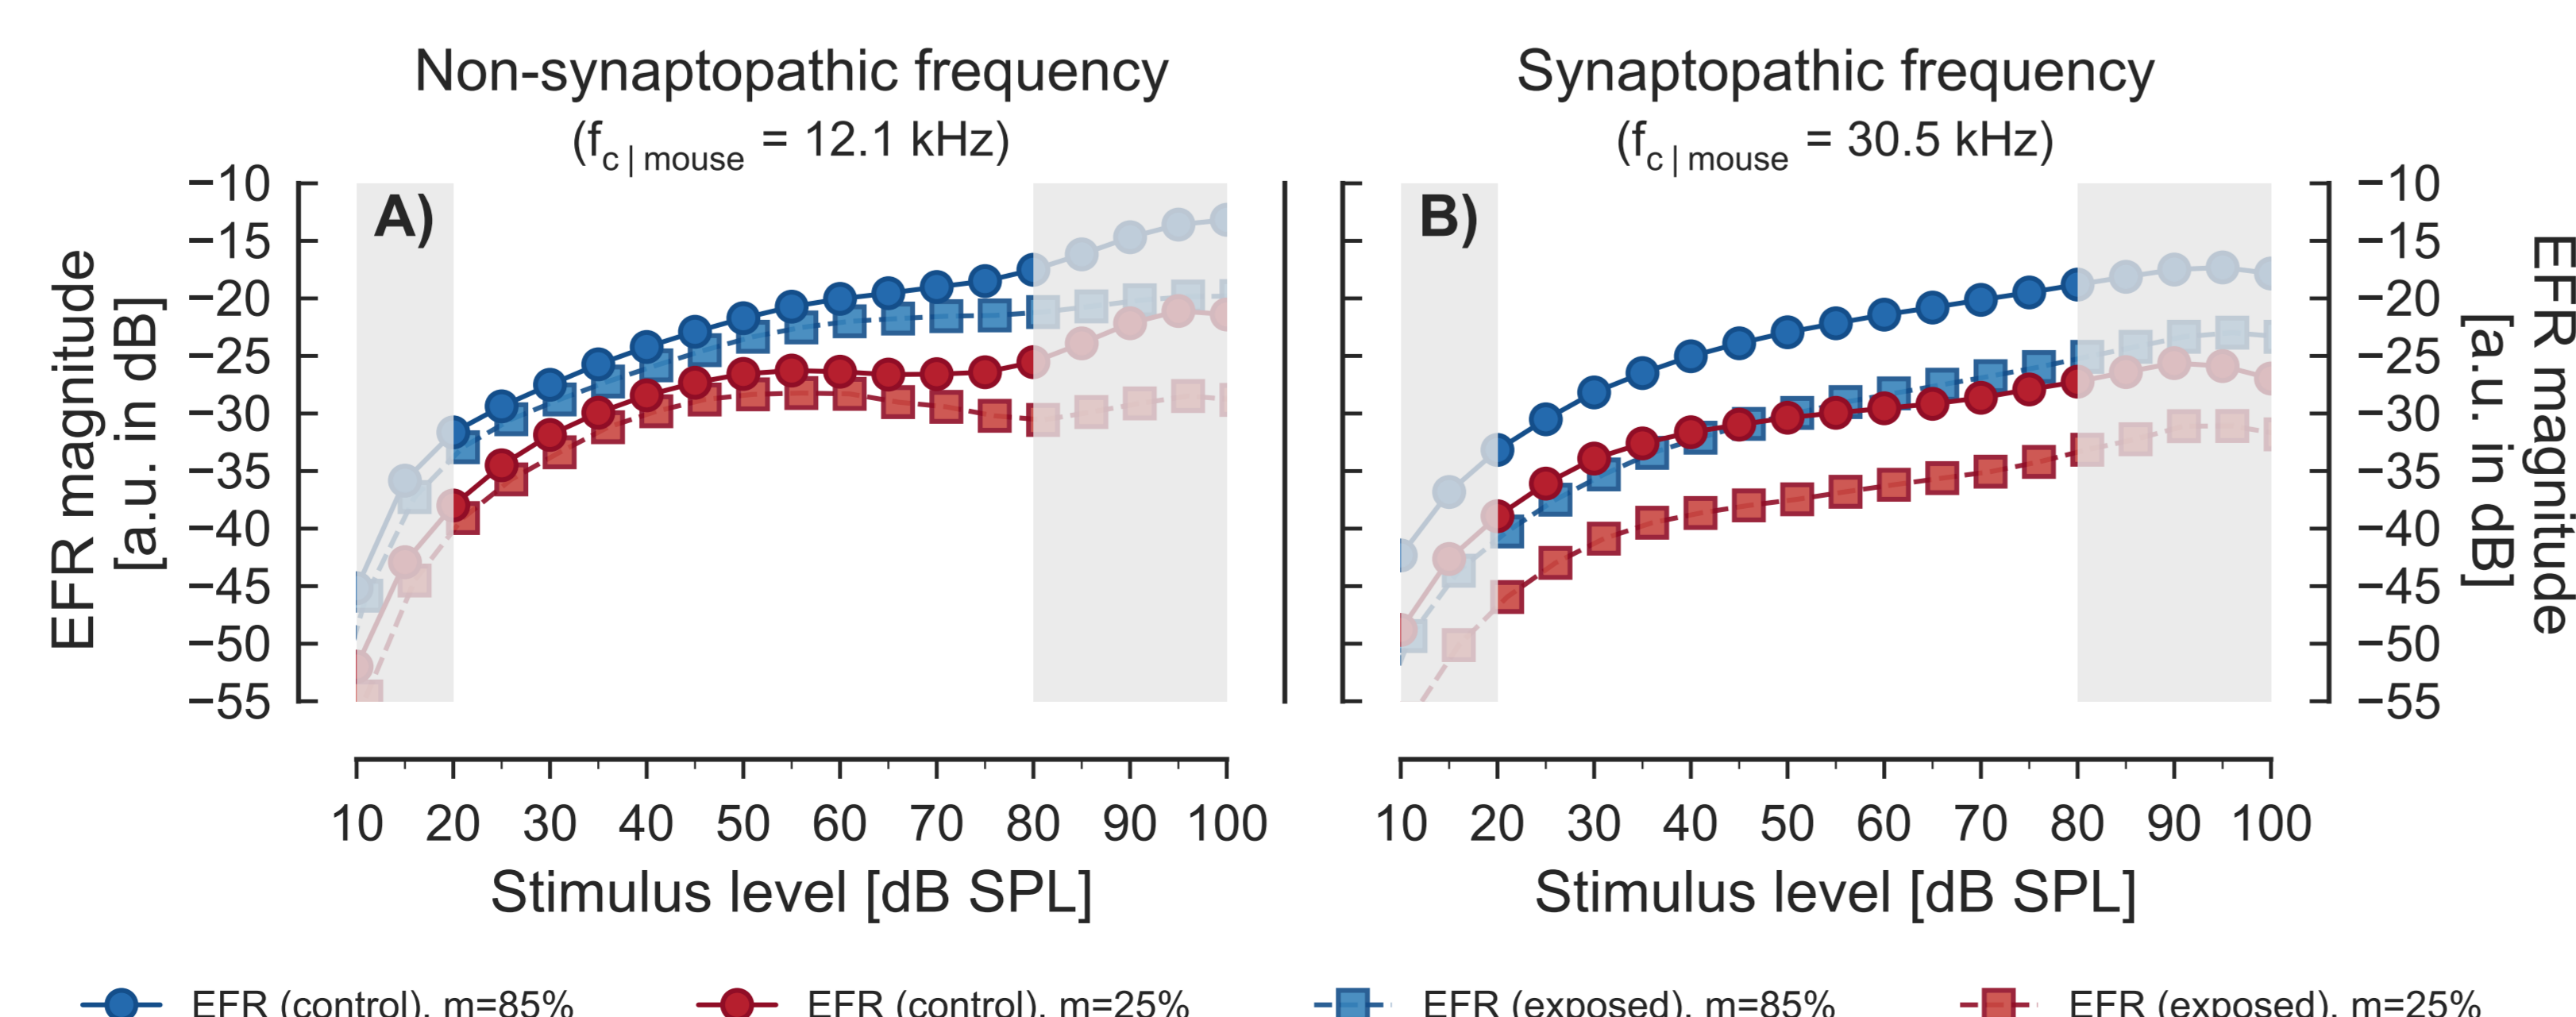 Non-synaptopathic frequency
(fc | mouse = 12.1 kHz)
Synaptopathic frequency
(fc | mouse = 30.5 kHz)
A)
B)
EFR magnitude
[a.u. in dB]
−10
−15
−20
−25
−30
−35
−40
−45
−50
−55
−10
−15
−20
−25
−30
−35
−40
−45
−50
−55
EFR magnitude
[a.u. in dB]
10 20 30 40 50 60 70 80 90 100
10 20 30 40 50 60 70 80 90 100
Stimulus level [dB SPL]
Stimulus level [dB SPL]
EFR (control), m=85%
EFR (control), m=25%
EFR (exposed), m=85%
EFR (exposed), m=25%